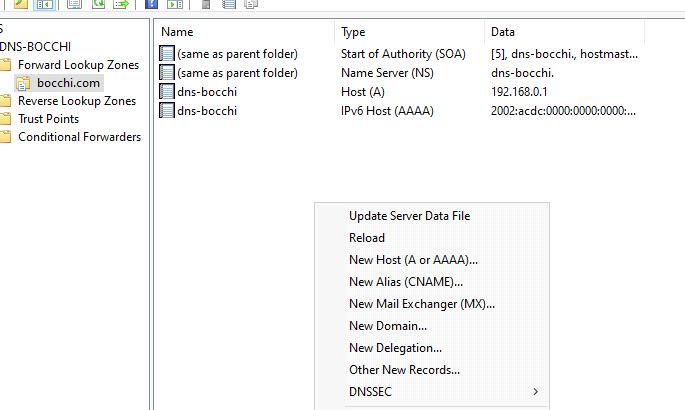 S
Name Type Data
DNS-BOCCHI
Forward Lookup Zones
bocchi.com
Reverse Lookup Zones
Trust Points
Conditional Forwarders
(same as parent folder) Start of Authority (SOA) [5], dns-bocchi., hostmast...
(same as parent folder) Name Server (NS) dns-bocchi.
dns-bocchi Host (A) 192.168.0.1
dns-bocchi IPv6 Host (AAAA) 2002:acdc:0000:0000:0000:...
Update Server Data File
Reload
New Host (A or AAAA)...
New Alias (CNAME)...
New Mail Exchanger (MX)...
New Domain...
New Delegation...
Other New Records...
DNSSEC